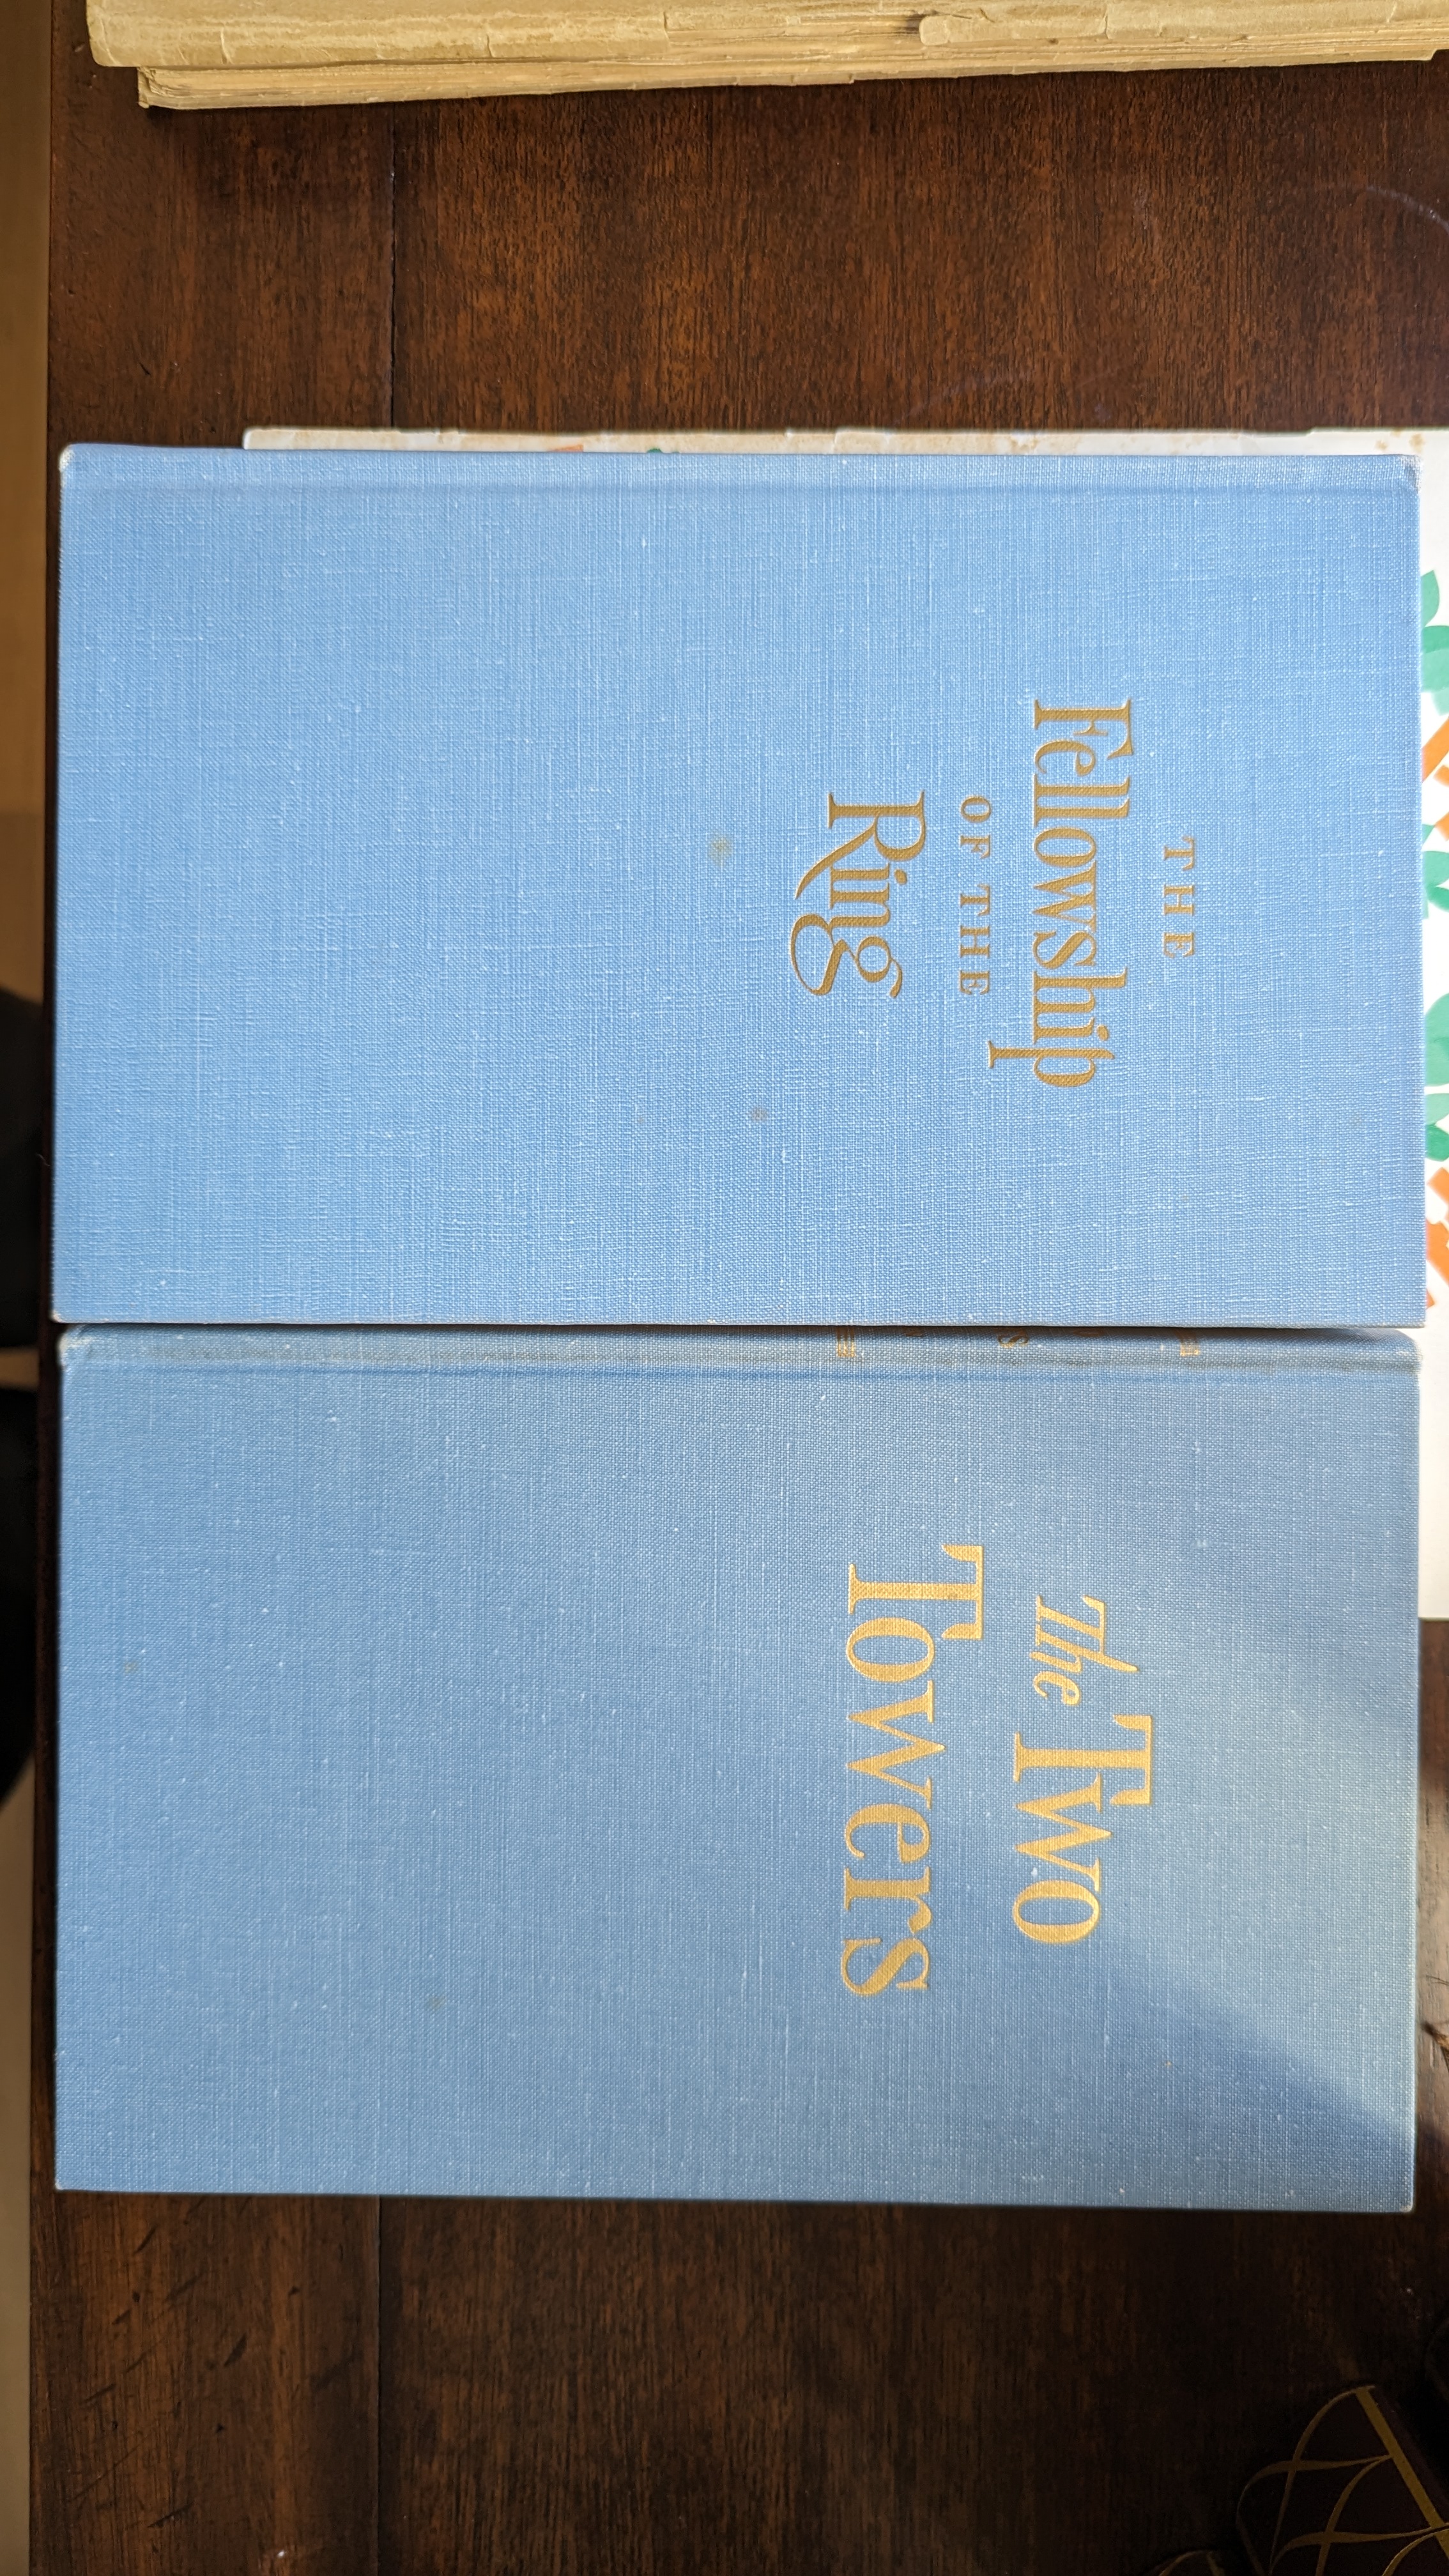 THE
Fellowship
OF THE
Ring
The Two
Towers